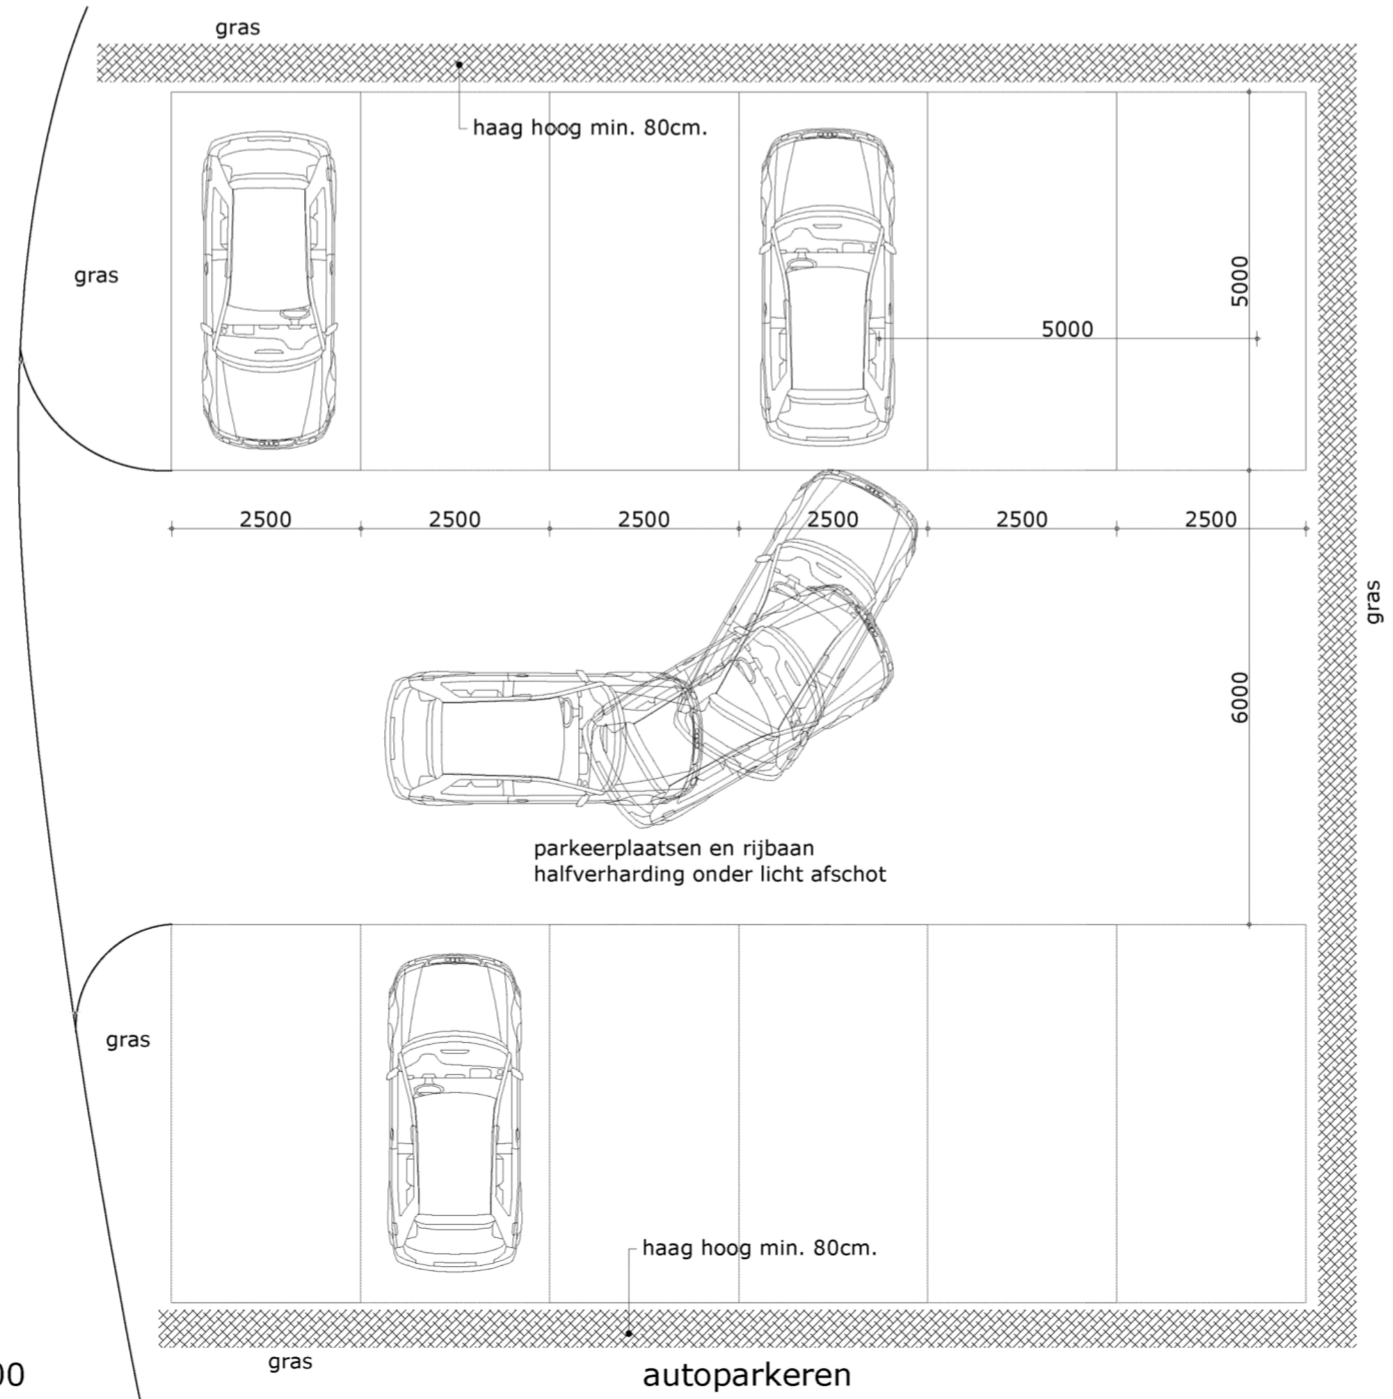 gras
haag hoog min. 80cm.
gras
5000
5000
2500 2500 2500 2500 2500 2500
gras
6000
parkeerplaatsen en rijbaan
halfverharding onder licht afschot
gras
haag hoog min. 80cm.
gras
00
autoparkeren